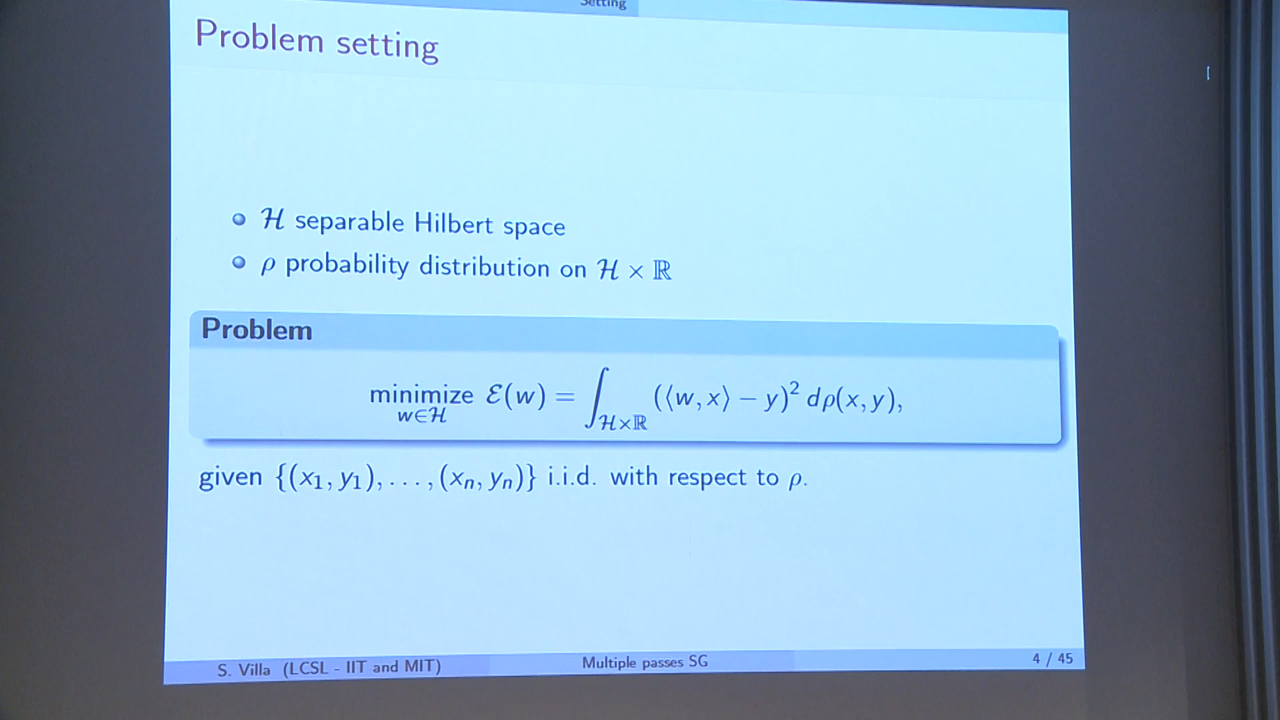 Setting
Problem setting
ℋ separable Hilbert space
ρ probability distribution on ℋ × ℝ
Problem
minimize ℰ(w) = ∫ (⟨w, x⟩ − y)² dρ(x, y),
w∈ℋ ℋ×ℝ
given {(x₁, y₁), . . . , (xₙ, yₙ)} i.i.d. with respect to ρ.
S. Villa (LCSL - IIT and MIT) Multiple passes SG 4 / 45